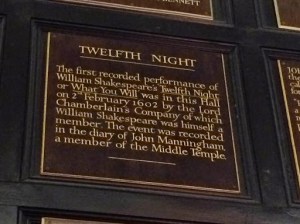 BENNETT
TWELFTH NIGHT
The first recorded performance of
William Shakespeare's Twelfth Night
or What You Will was in this Hall
on 2nd February 1602 by the Lord
Chamberlain's Company of which
William Shakespeare was himself a
member. The event was recorded
in the diary of John Manningham,
a member of the Middle Temple.